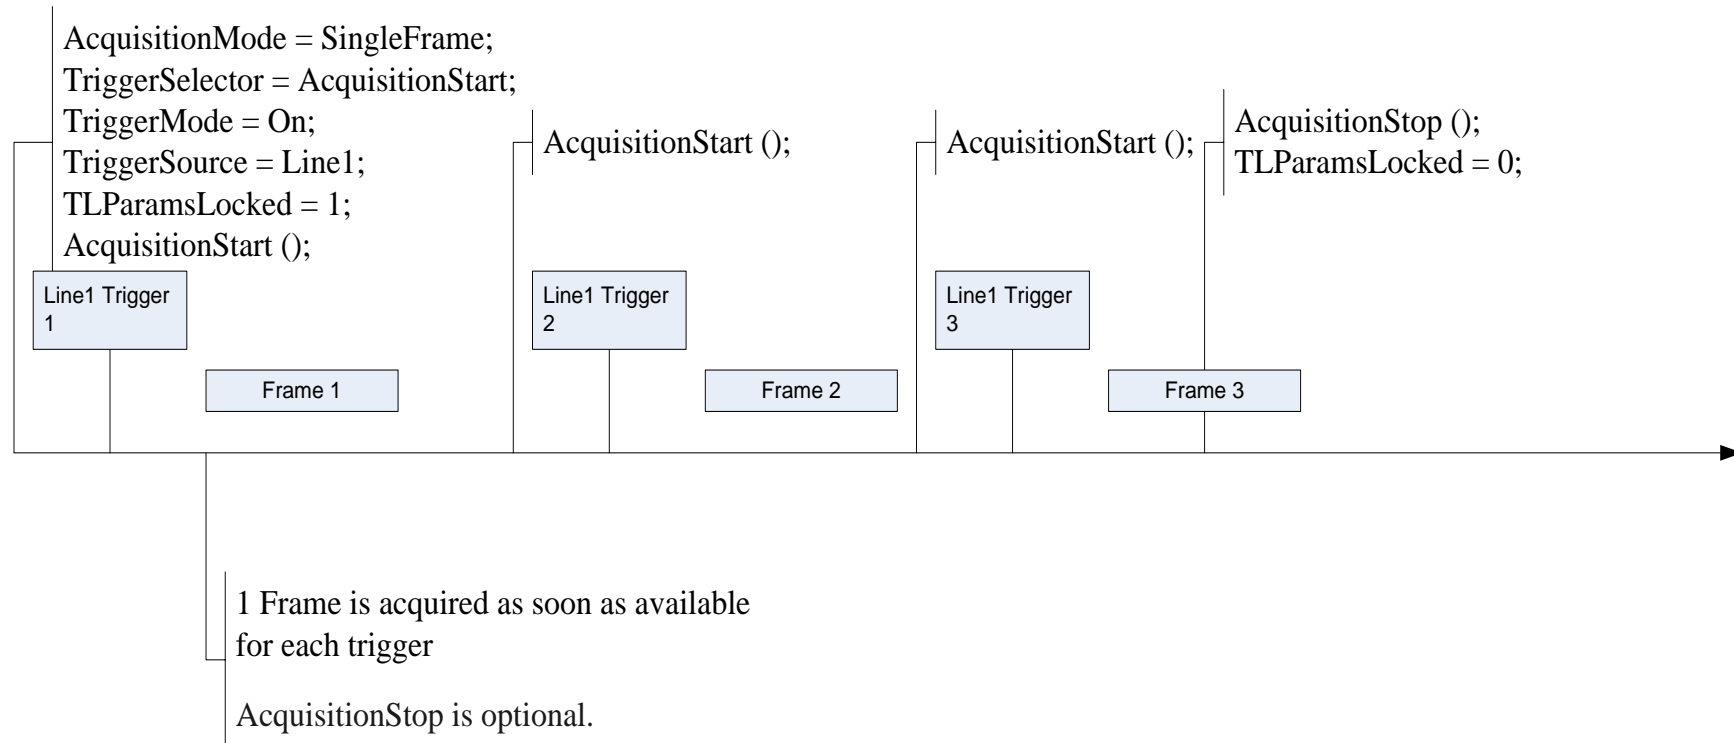 AcquisitionMode = SingleFrame;
TriggerSelector = AcquisitionStart;
TriggerMode = On;
TriggerSource = Line1;
TLParamsLocked = 1;
AcquisitionStart ();
AcquisitionStart ();
AcquisitionStart ();
AcquisitionStop ();
TLParamsLocked = 0;
Line1 Trigger
1
Line1 Trigger
2
Line1 Trigger
3
Frame 1
Frame 2
Frame 3
1 Frame is acquired as soon as available
for each trigger
AcquisitionStop is optional.